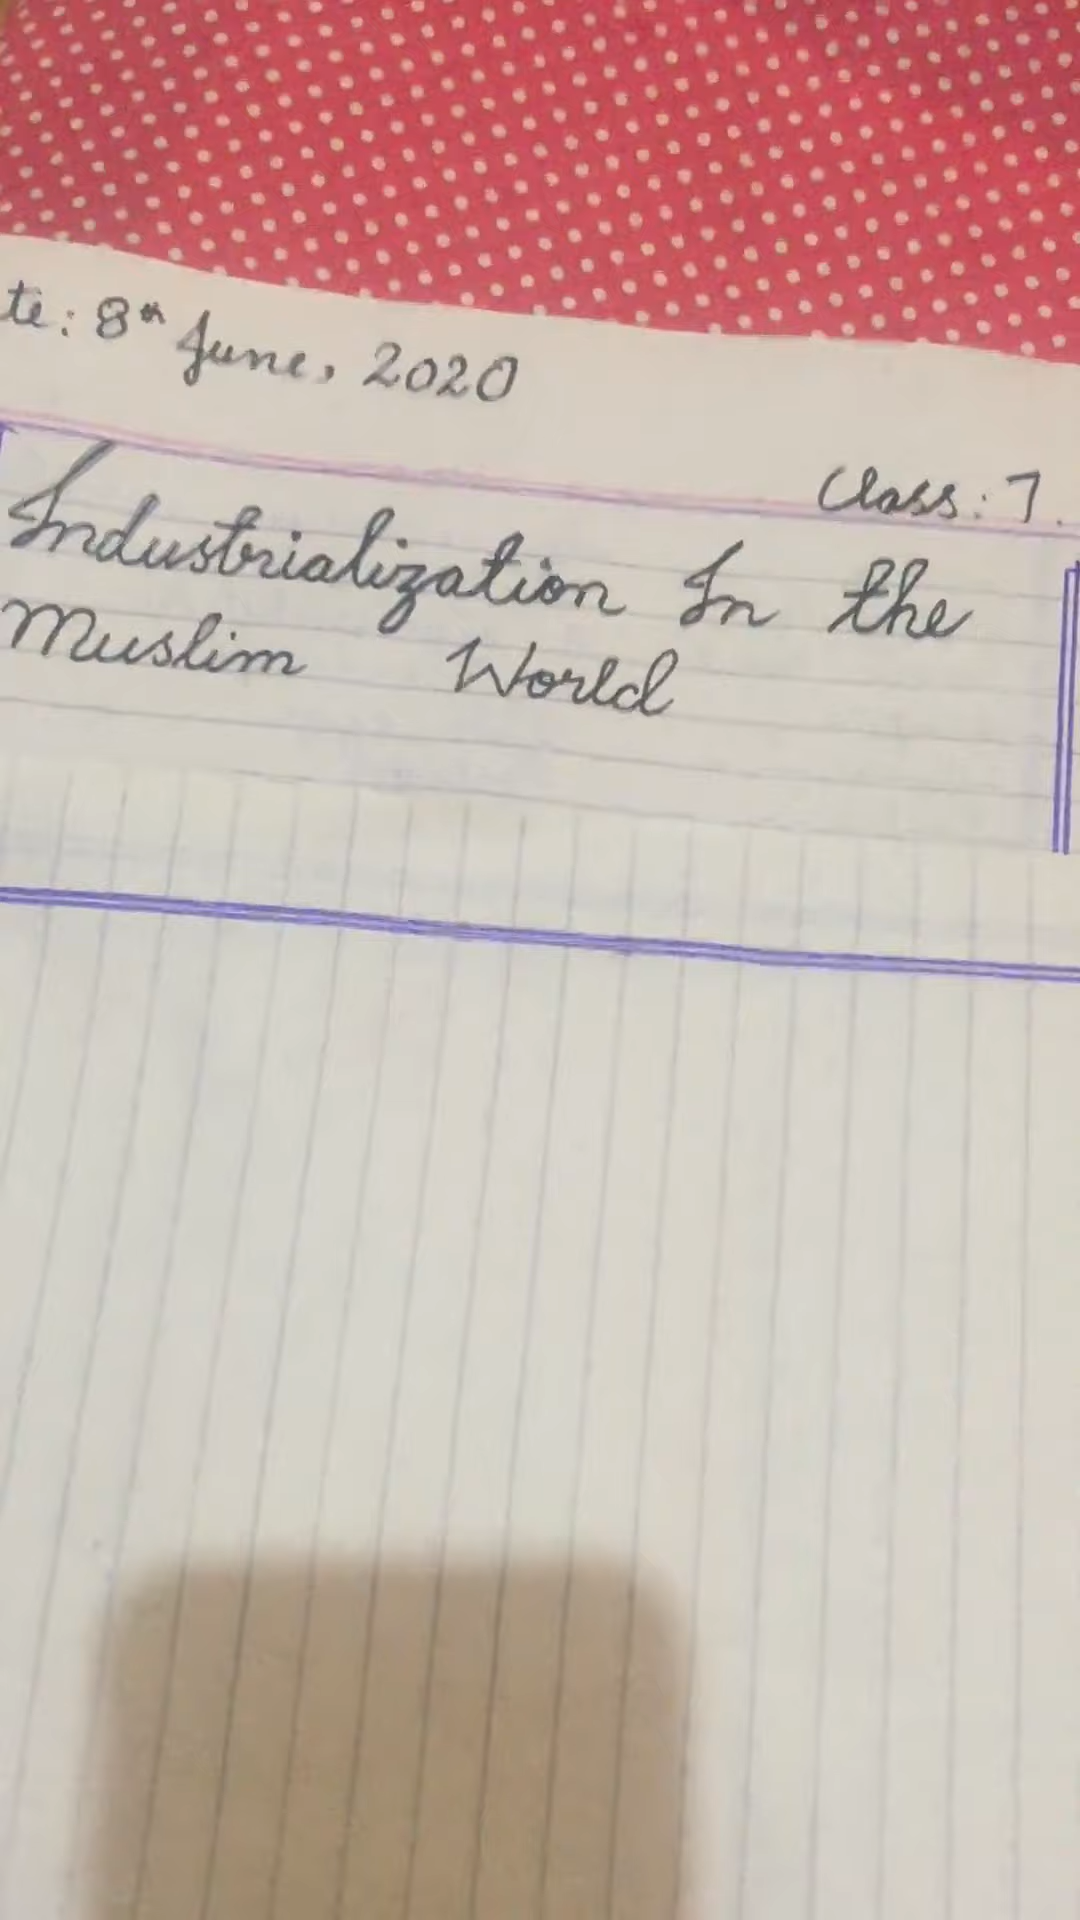 te: 8th June, 2020
Class: 7.
Industrialization In the
Muslim World